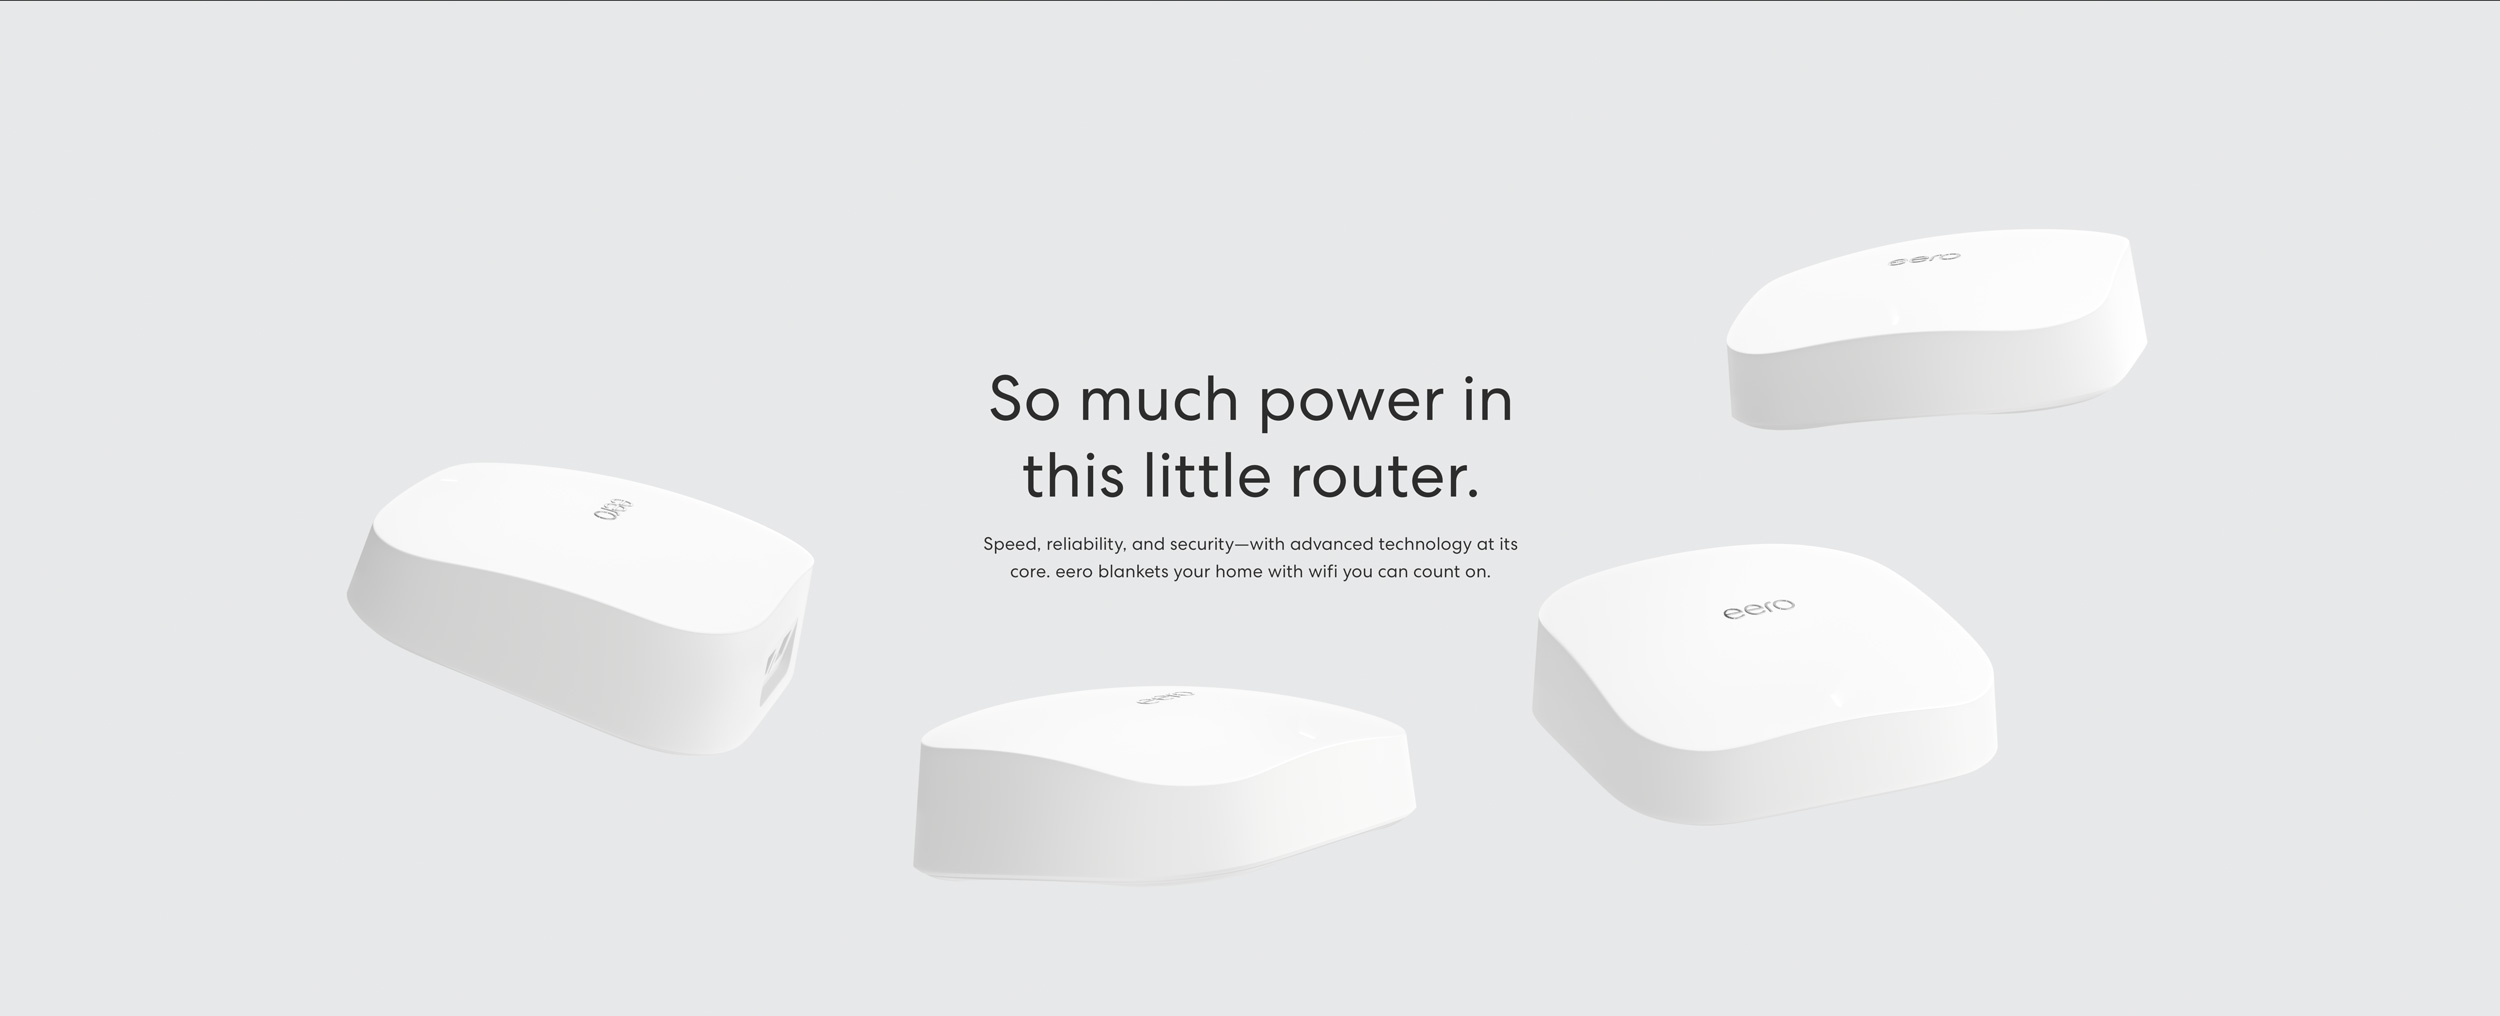 eero
So much power in
this little router.
eero
Speed, reliability, and security—with advanced technology at its
core. eero blankets your home with wifi you can count on.
eero
eero